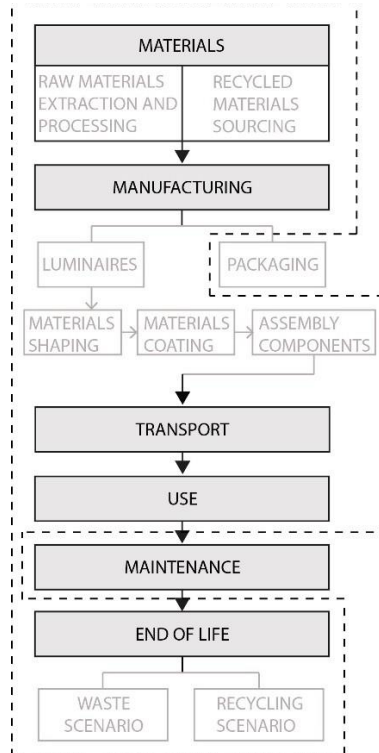 MATERIALS
RAW MATERIALS
EXTRACTION AND
PROCESSING
RECYCLED
MATERIALS
SOURCING
MANUFACTURING
LUMINAIRES
PACKAGING
MATERIALS
SHAPING
MATERIALS
COATING
ASSEMBLY
COMPONENTS
TRANSPORT
USE
MAINTENANCE
END OF LIFE
WASTE
SCENARIO
RECYCLING
SCENARIO